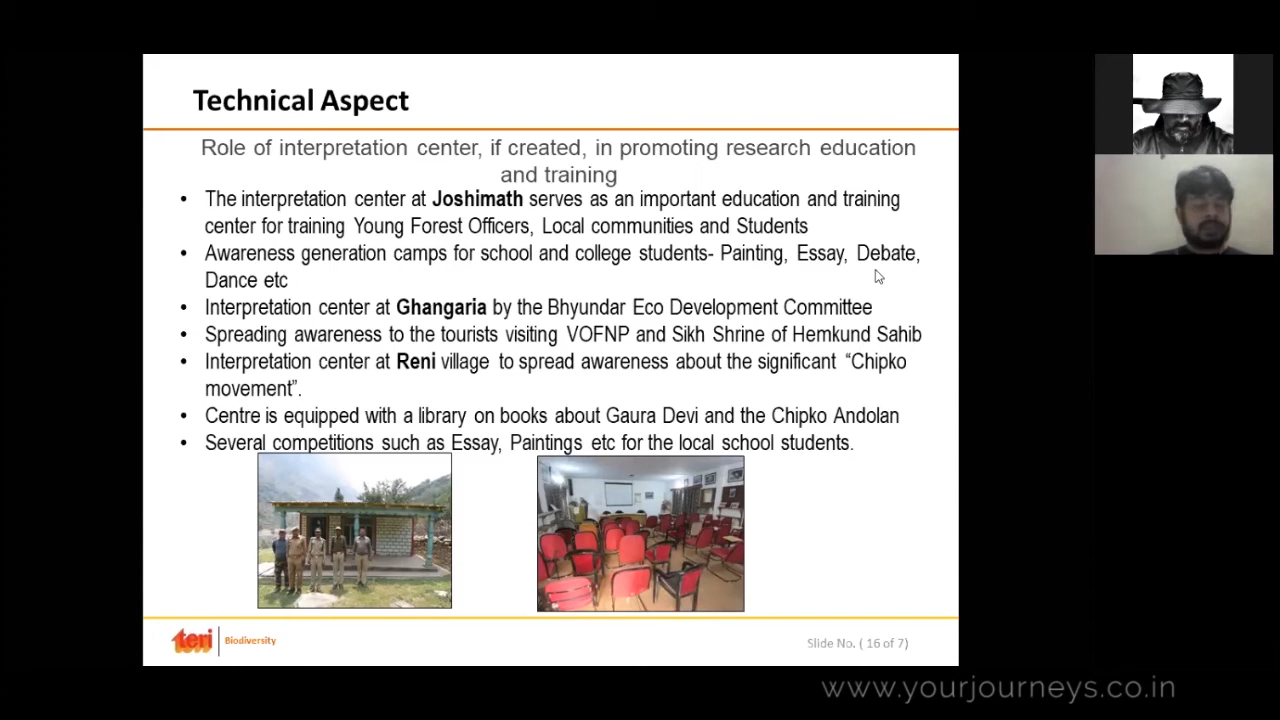 Technical Aspect
Role of interpretation center, if created, in promoting research education
and training
• The interpretation center at Joshimath serves as an important education and training
center for training Young Forest Officers, Local communities and Students
• Awareness generation camps for school and college students- Painting, Essay, Debate,
Dance etc
• Interpretation center at Ghangaria by the Bhyundar Eco Development Committee
• Spreading awareness to the tourists visiting VOFNP and Sikh Shrine of Hemkund Sahib
• Interpretation center at Reni village to spread awareness about the significant “Chipko
movement”.
• Centre is equipped with a library on books about Gaura Devi and the Chipko Andolan
• Several competitions such as Essay, Paintings etc for the local school students.
teri Biodiversity
Slide No. ( 16 of 7)
www.yourjourneys.co.in